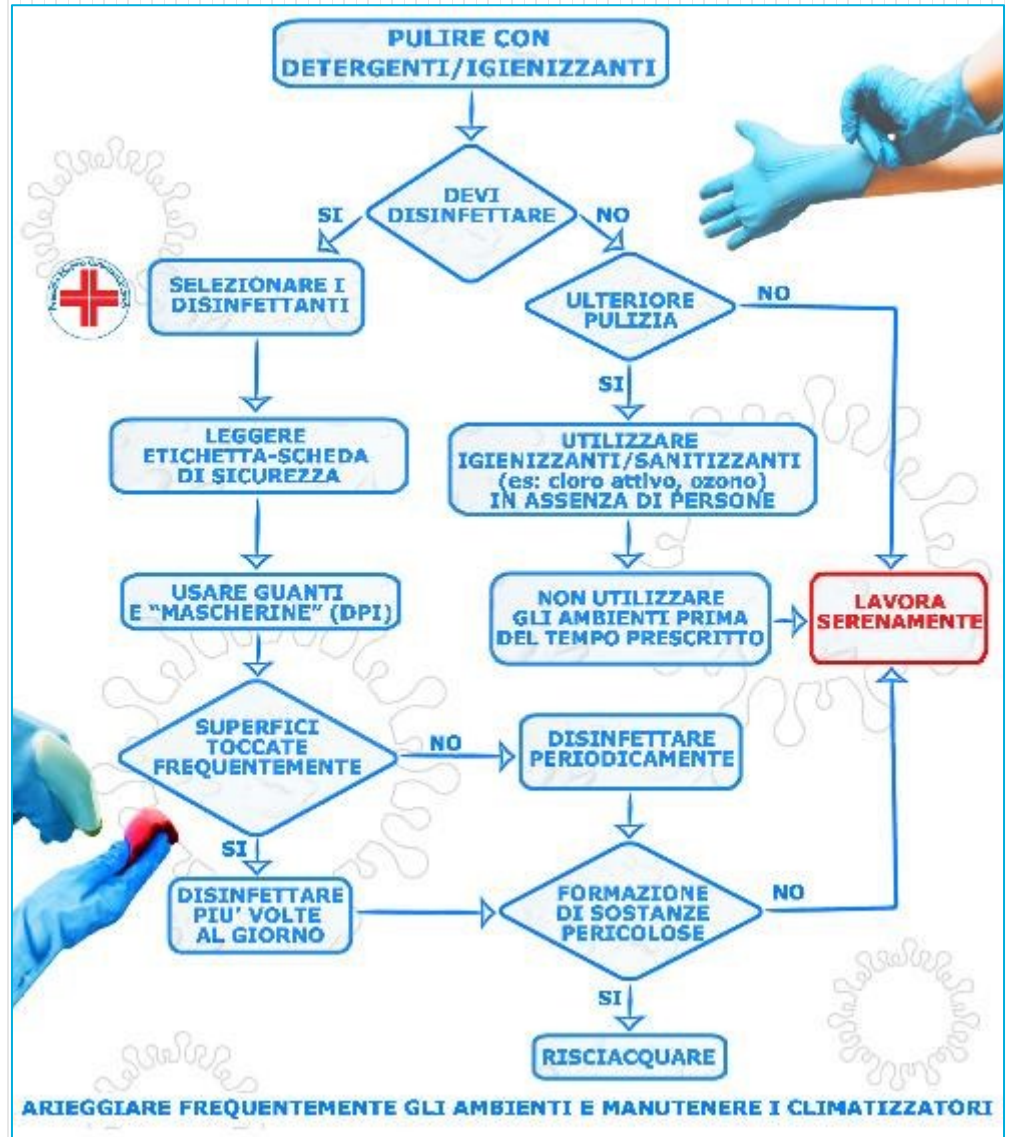 PULIRE CON
DETERGENTI/IGIENIZZANTI
DEVI
DISINFETTARE
SI
NO
SELEZIONARE I
DISINFETTANTI
ULTERIORE
PULIZIA
NO
SI
LEGGERE
ETICHETTA-SCHEDA
DI SICUREZZA
UTILIZZARE
IGIENIZZANTI/SANITIZZANTI
(es: cloro attivo, ozono)
IN ASSENZA DI PERSONE
USARE GUANTI
E "MASCHERINE" (DPI)
NON UTILIZZARE
GLI AMBIENTI PRIMA
DEL TEMPO PRESCRITTO
LAVORA
SERENAMENTE
SUPERFICI
TOCCATE
FREQUENTEMENTE
NO
DISINFETTARE
PERIODICAMENTE
SI
DISINFETTARE
PIU' VOLTE
AL GIORNO
FORMAZIONE
DI SOSTANZE
PERICOLOSE
NO
SI
RISCIACQUARE
ARIEGGIARE FREQUENTEMENTE GLI AMBIENTI E MANUTENERE I CLIMATIZZATORI